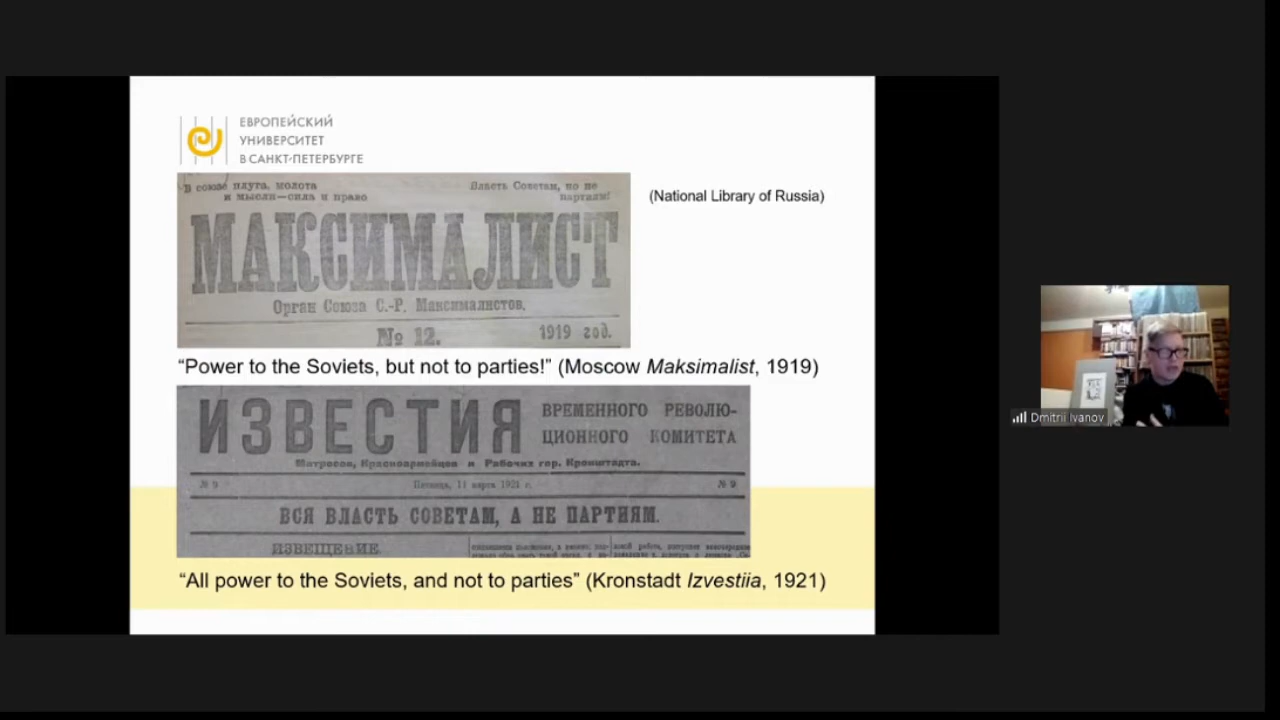 ЕВРОПЕЙСКИЙ
УНИВЕРСИТЕТ
В САНКТ-ПЕТЕРБУРГЕ
В союзе плуга, молота
и мысли—сила и право
Власть Советам, но не
партиям!
МАКСИМАЛИСТ
Орган Союза С.-Р. Максималистов.
№ 12.
1919 год.
(National Library of Russia)
“Power to the Soviets, but not to parties!” (Moscow Maksimalist, 1919)
ИЗВЕСТИЯ
ВРЕМЕННОГО РЕВОЛЮ-
ЦИОННОГО КОМИТЕТА
Матросов, Красноармейцев и Рабочих гор. Кронштадта.
№ 9
Пятница, 11 марта 1921 г.
№ 9
ВСЯ ВЛАСТЬ СОВЕТАМ, А НЕ ПАРТИЯМ.
ИЗВЕЩЕНИЕ.
“All power to the Soviets, and not to parties” (Kronstadt Izvestiia, 1921)
Dmitrii Ivanov